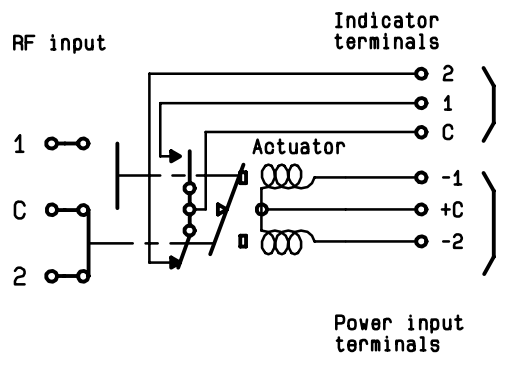 Indicator
terminals
RF input
2
1
C
Actuator
1
C
2
-1
+C
-2
Power input
terminals